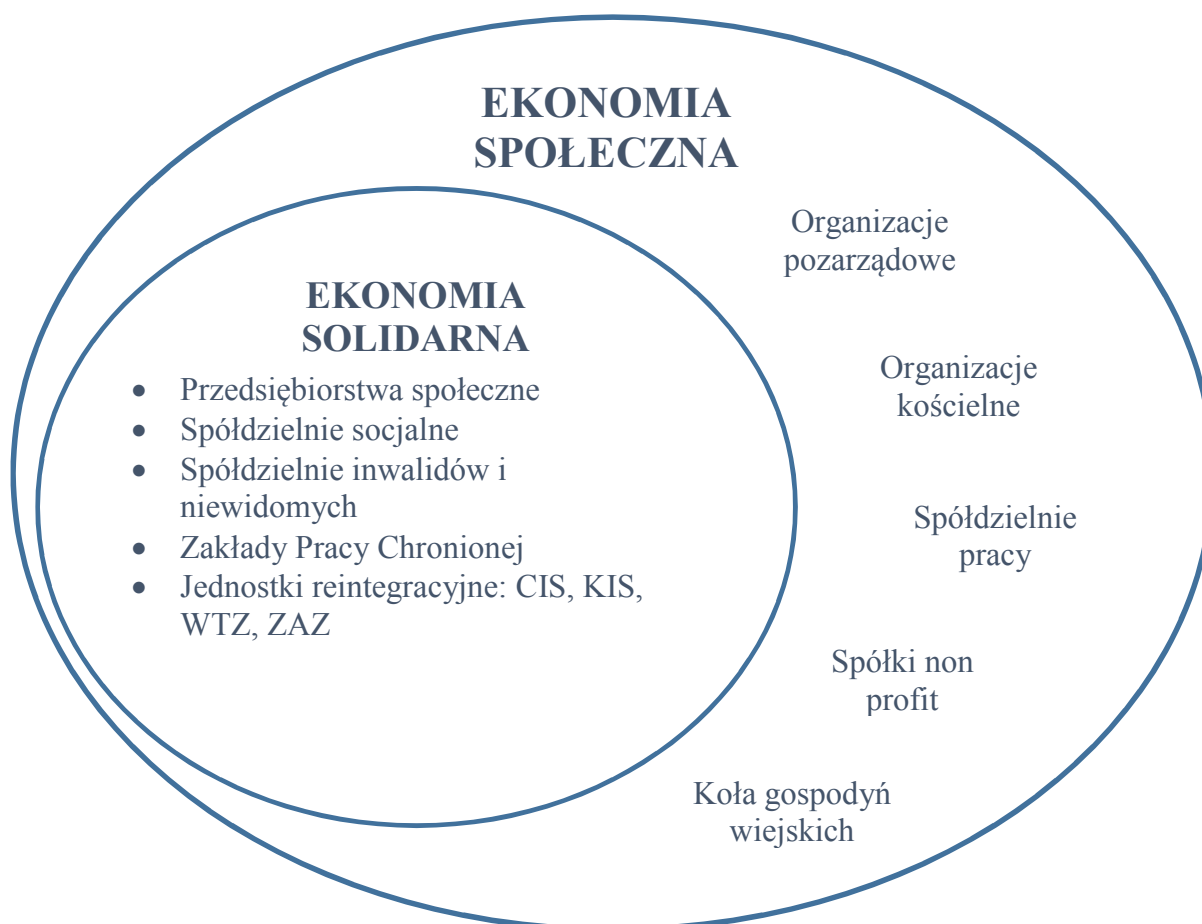 EKONOMIA
SPOŁECZNA
Organizacje
pozarządowe
EKONOMIA
SOLIDARNA
• Przedsiębiorstwa społeczne
• Spółdzielnie socjalne
• Spółdzielnie inwalidów i
niewidomych
• Zakłady Pracy Chronionej
• Jednostki reintegracyjne: CIS, KIS,
WTZ, ZAZ
Organizacje
kościelne
Spółdzielnie
pracy
Spółki non
profit
Koła gospodyń
wiejskich